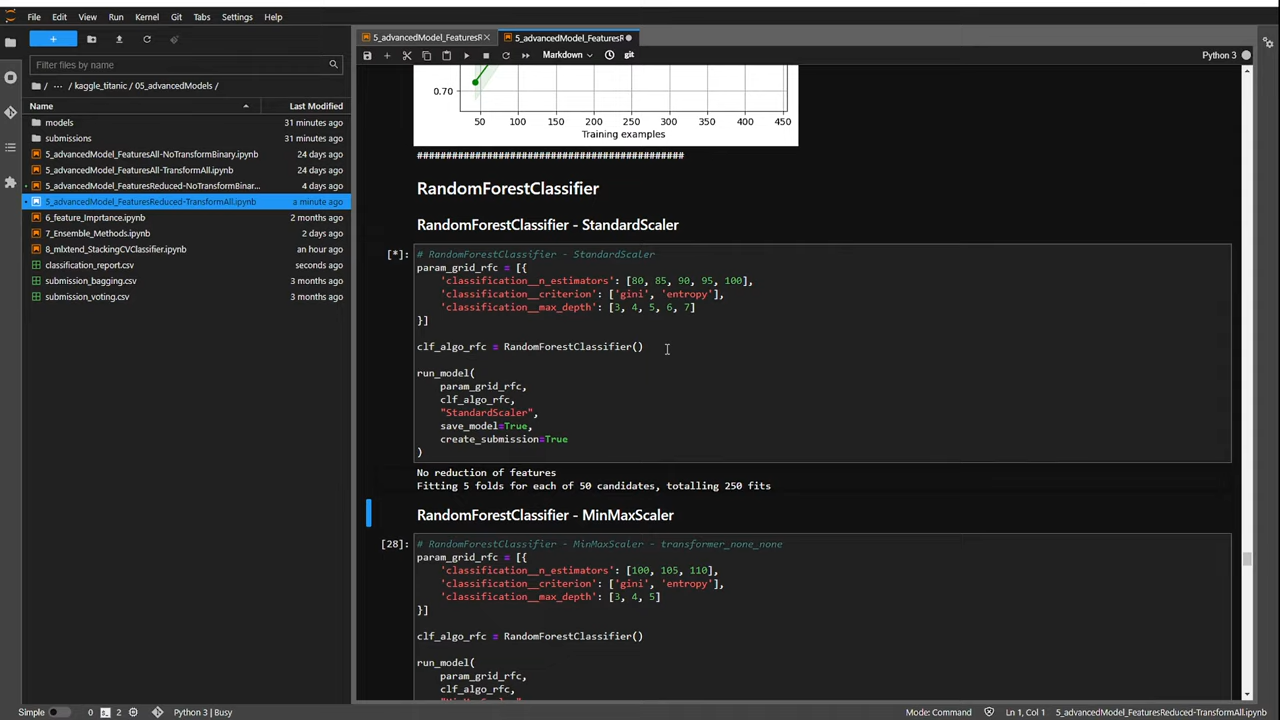 File Edit View Run Kernel Git Tabs Settings Help
5_advancedModel_FeaturesR
5_advancedModel_FeaturesR
Markdown
git
Python 3
Filter files by name
/ ··· / kaggle_titanic / 05_advancedModels /
Name Last Modified
models 31 minutes ago
submissions 31 minutes ago
5_advancedModel_FeaturesAll-NoTransformBinary.ipynb 24 days ago
5_advancedModel_FeaturesAll-TransformAll.ipynb 24 days ago
5_advancedModel_FeaturesReduced-NoTransformBinar... 4 days ago
5_advancedModel_FeaturesReduced-TransformAll.ipynb a minute ago
6_feature_Imprtance.ipynb 2 months ago
7_Ensemble_Methods.ipynb 2 days ago
8_mlxtend_StackingCVClassifier.ipynb an hour ago
classification_report.csv seconds ago
submission_bagging.csv 3 months ago
submission_voting.csv 3 months ago
0.70
50 100 150 200 250 300 350 400 450
Training examples
##############################################
RandomForestClassifier
RandomForestClassifier - StandardScaler
[*]: # RandomForestClassifier - StandardScaler
param_grid_rfc = [{
'classification__n_estimators': [80, 85, 90, 95, 100],
'classification__criterion': ['gini', 'entropy'],
'classification__max_depth': [3, 4, 5, 6, 7]
}]
clf_algo_rfc = RandomForestClassifier()
run_model(
param_grid_rfc,
clf_algo_rfc,
"StandardScaler",
save_model=True,
create_submission=True
)
No reduction of features
Fitting 5 folds for each of 50 candidates, totalling 250 fits
RandomForestClassifier - MinMaxScaler
[28]: # RandomForestClassifier - MinMaxScaler - transformer_none_none
param_grid_rfc = [{
'classification__n_estimators': [100, 105, 110],
'classification__criterion': ['gini', 'entropy'],
'classification__max_depth': [3, 4, 5]
}]
clf_algo_rfc = RandomForestClassifier()
run_model(
param_grid_rfc,
clf_algo_rfc,
Simple 0 2 Python 3 | Busy Mode: Command Ln 1, Col 1 5_advancedModel_FeaturesReduced-TransformAll.ipynb